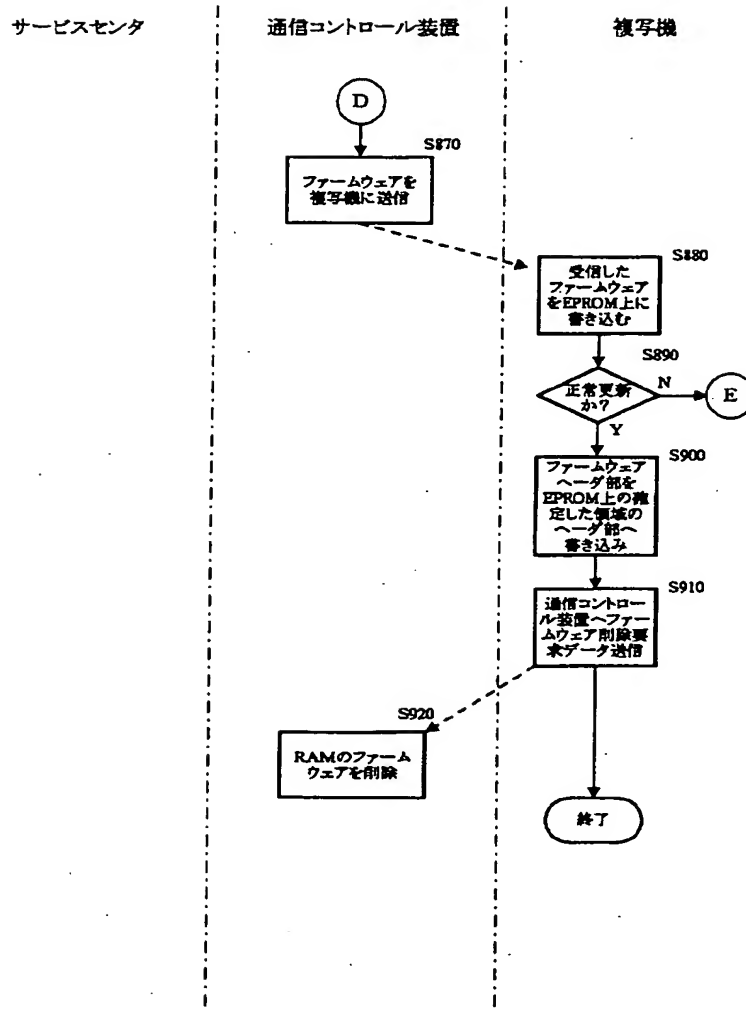 サービスセンタ
通信コントロール装置
複写機
D
S870
ファームウェアを
複写機に送信
S880
受信した
ファームウェア
をEPROM上に
書き込む
S890
正常更新
か?
N
E
Y
S900
ファームウェア
ヘーダ部を
EPROM上の確
定した領域の
ヘーダ部へ
書き込み
S910
通信コントロー
ル装置へファー
ムウェア削除要
求データ送信
S920
RAMのファーム
ウェアを削除
終了